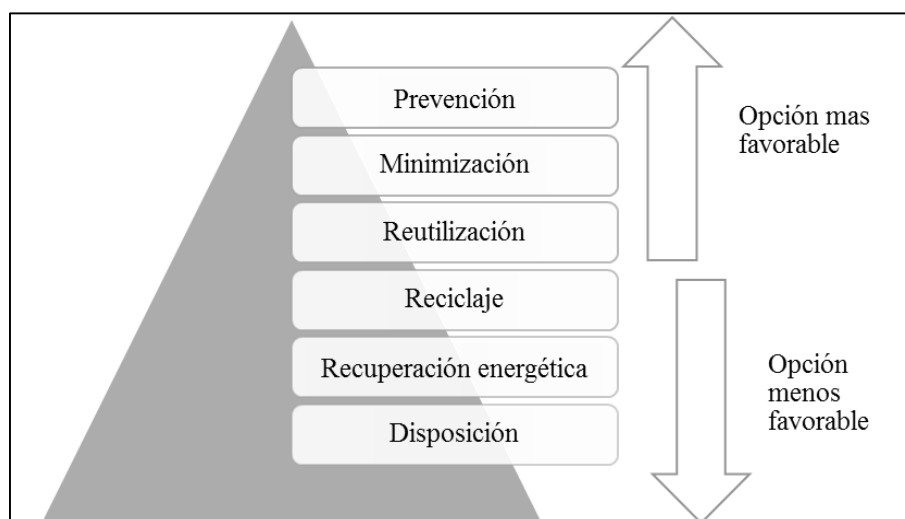 Prevención
Minimización
Reutilización
Reciclaje
Recuperación energética
Disposición
Opción mas
favorable
Opción
menos
favorable